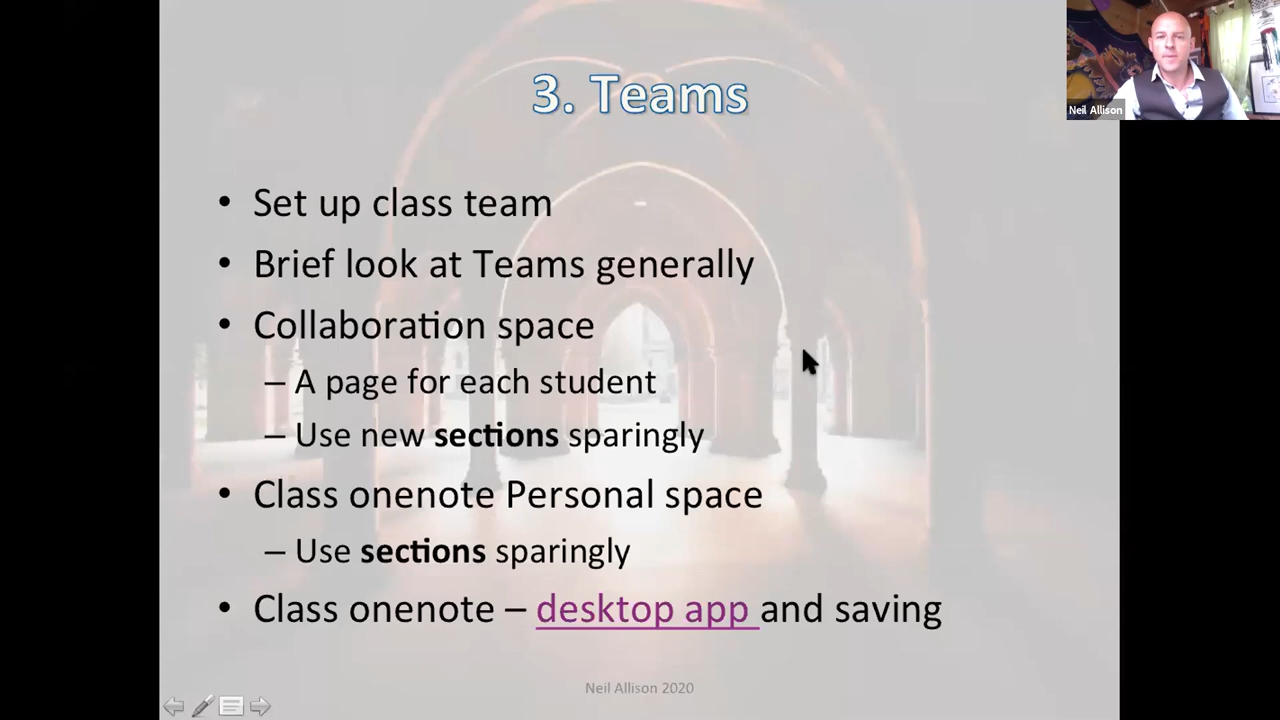 3. Teams
Neil Allison
• Set up class team
• Brief look at Teams generally
• Collaboration space
– A page for each student
– Use new sections sparingly
• Class onenote Personal space
– Use sections sparingly
• Class onenote – desktop app and saving
Neil Allison 2020